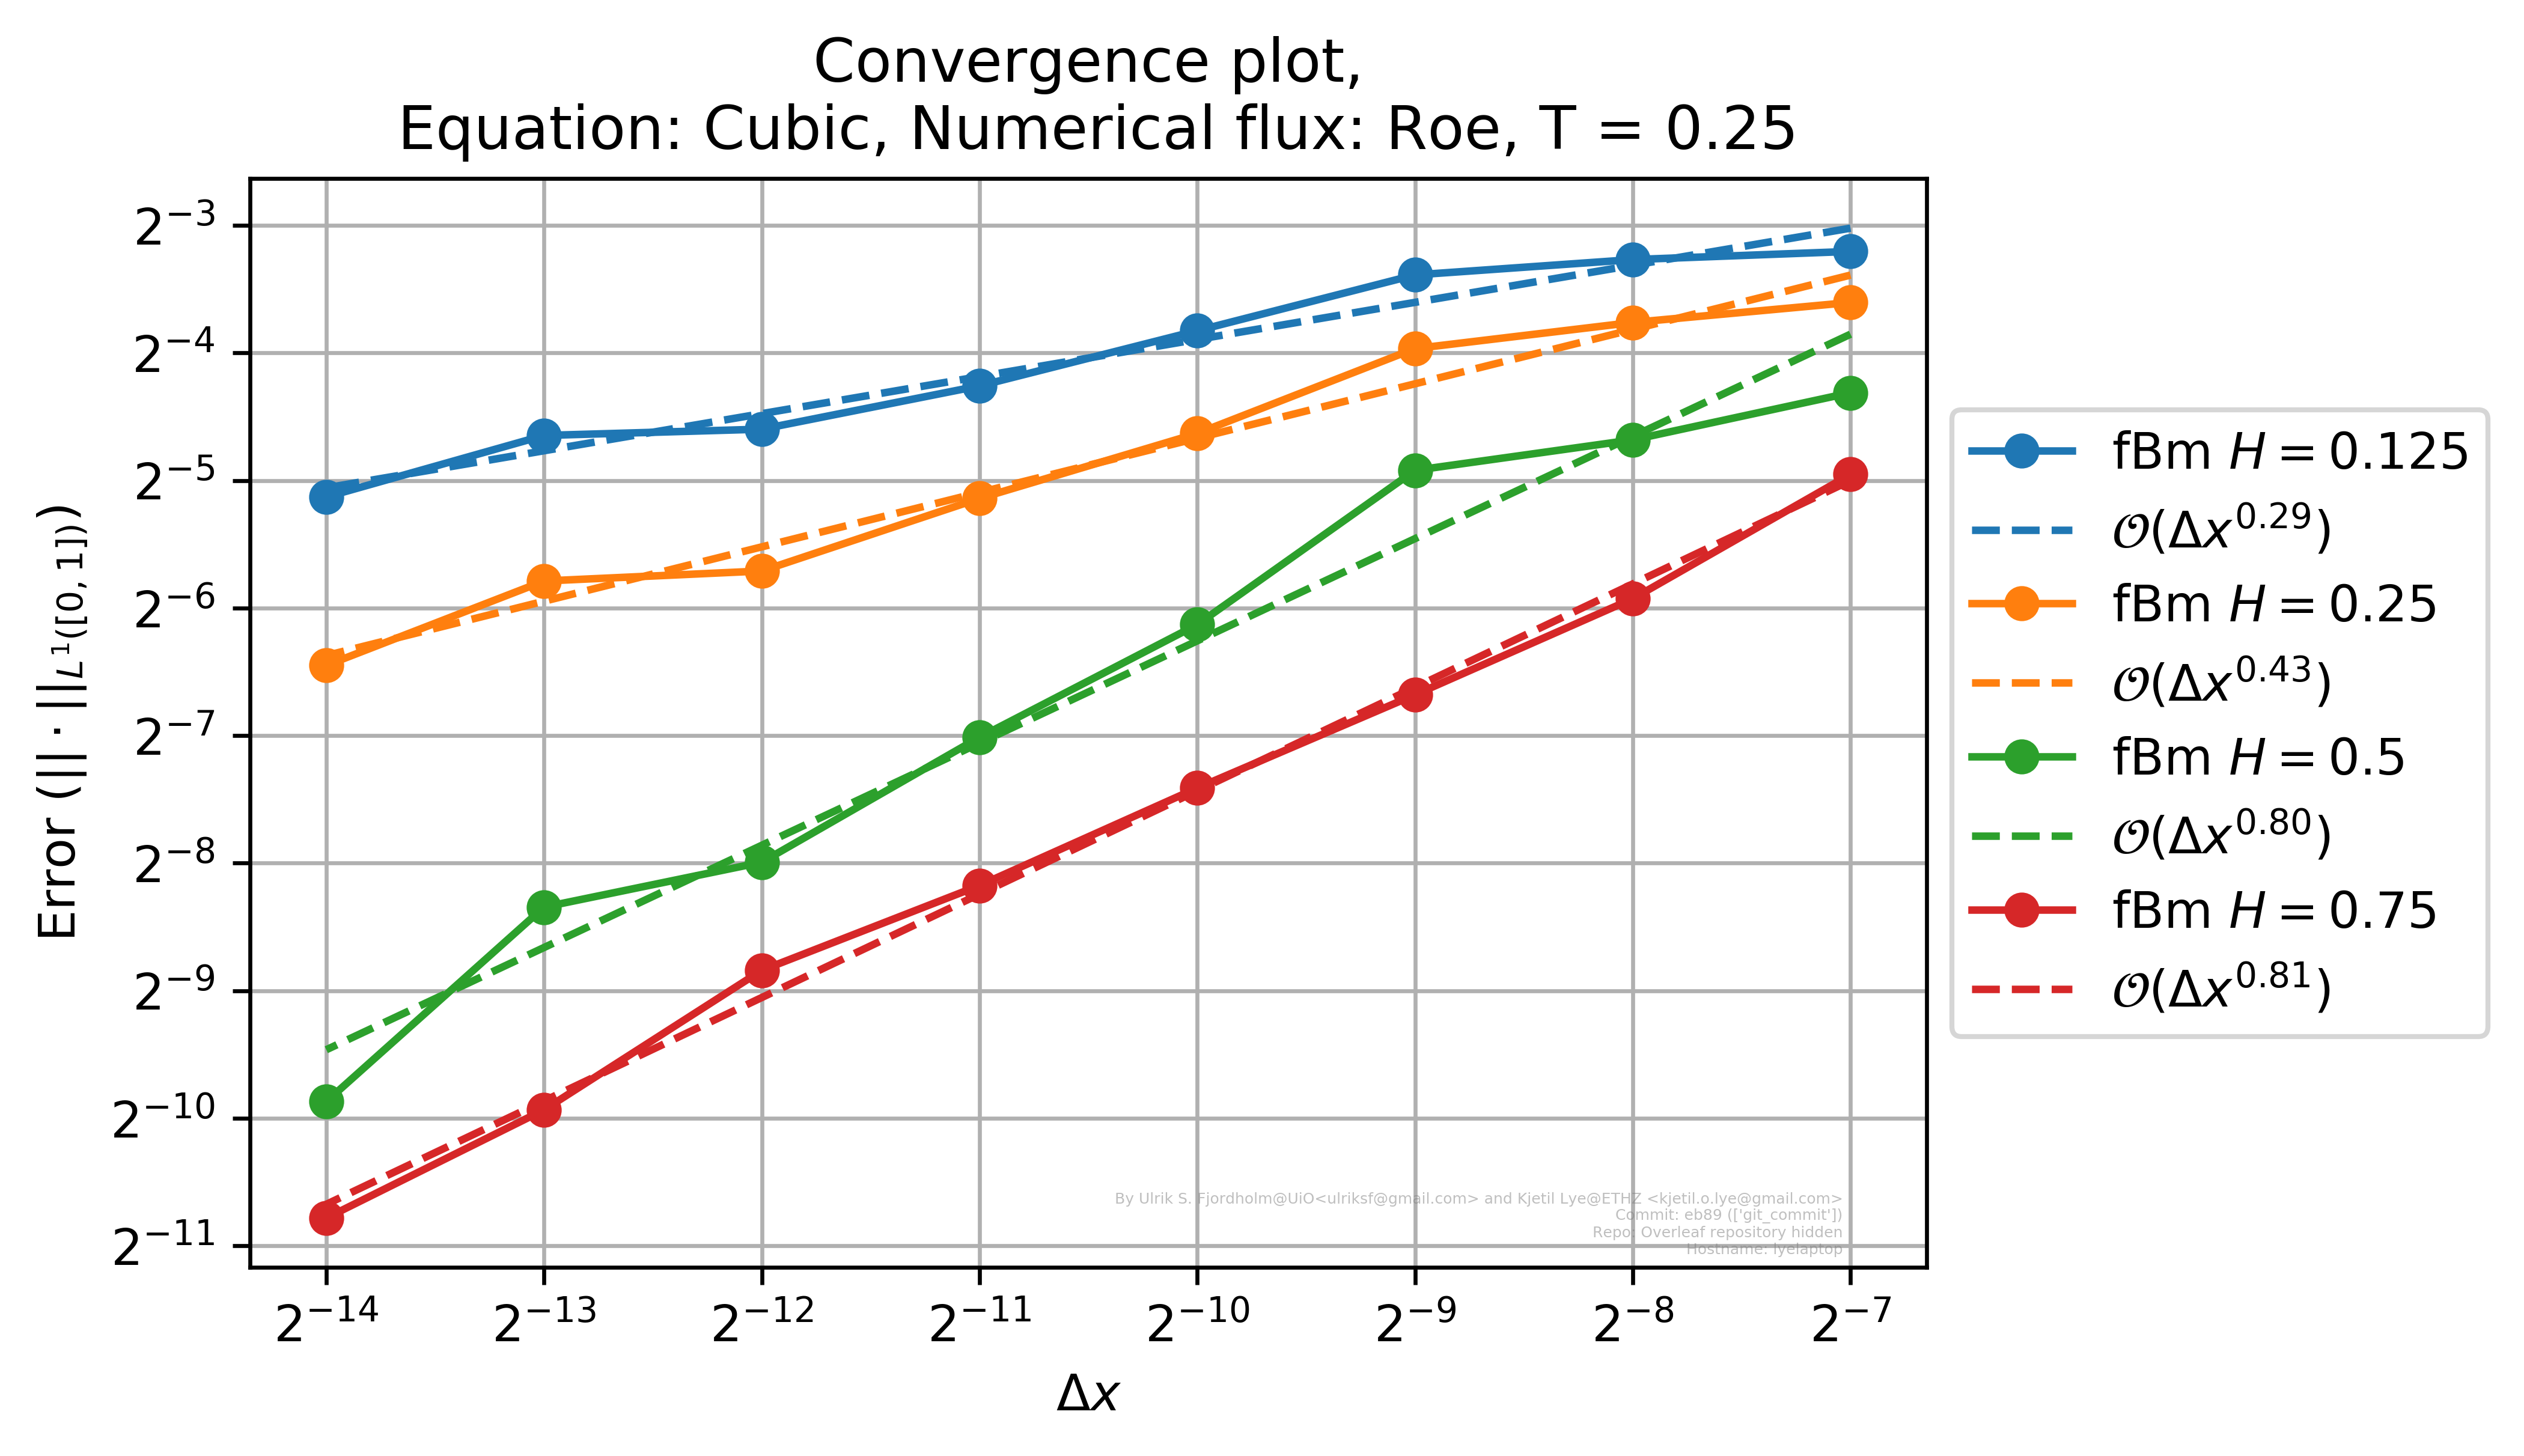 Convergence plot,
Equation: Cubic, Numerical flux: Roe, T = 0.25
Error (|| · ||_{L^1([0, 1])})
2^{−3}
2^{−4}
2^{−5}
2^{−6}
2^{−7}
2^{−8}
2^{−9}
2^{−10}
2^{−11}
2^{−14} 2^{−13} 2^{−12} 2^{−11} 2^{−10} 2^{−9} 2^{−8} 2^{−7}
Δx
fBm H = 0.125
𝒪(Δx^{0.29})
fBm H = 0.25
𝒪(Δx^{0.43})
fBm H = 0.5
𝒪(Δx^{0.80})
fBm H = 0.75
𝒪(Δx^{0.81})
By Ulrik S. Fjordholm@UiO<ulriksf@gmail.com> and Kjetil Lye@ETHZ <kjetil.o.lye@gmail.com>
Commit: eb89 (['git_commit'])
Repo: Overleaf repository hidden
Hostname: lyelaptop